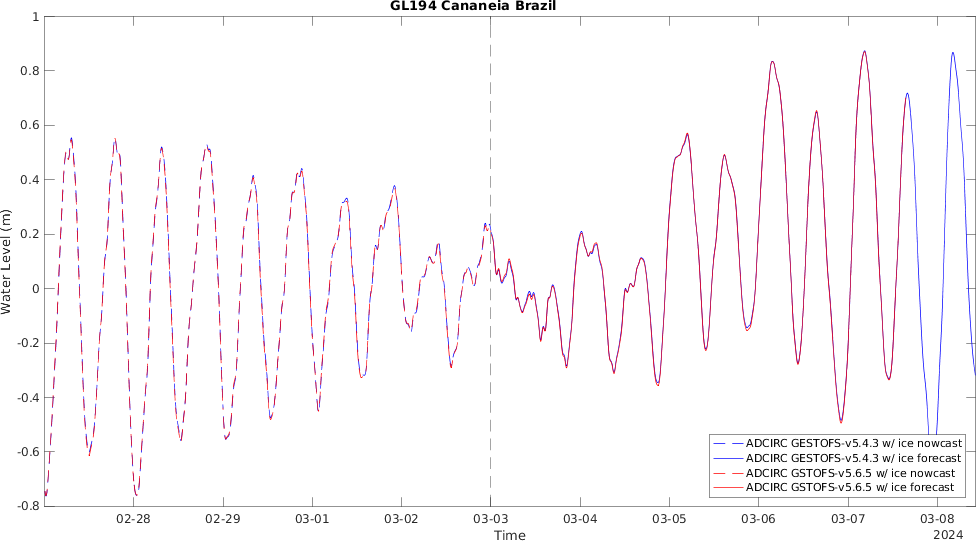 GL194 Cananeia Brazil
1
0.8
0.6
0.4
0.2
0
-0.2
-0.4
-0.6
-0.8
Water Level (m)
ADCIRC GESTOFS-v5.4.3 w/ ice nowcast
ADCIRC GESTOFS-v5.4.3 w/ ice forecast
ADCIRC GSTOFS-v5.6.5 w/ ice nowcast
ADCIRC GSTOFS-v5.6.5 w/ ice forecast
02-28 02-29 03-01 03-02 03-03 03-04 03-05 03-06 03-07 03-08
Time 2024